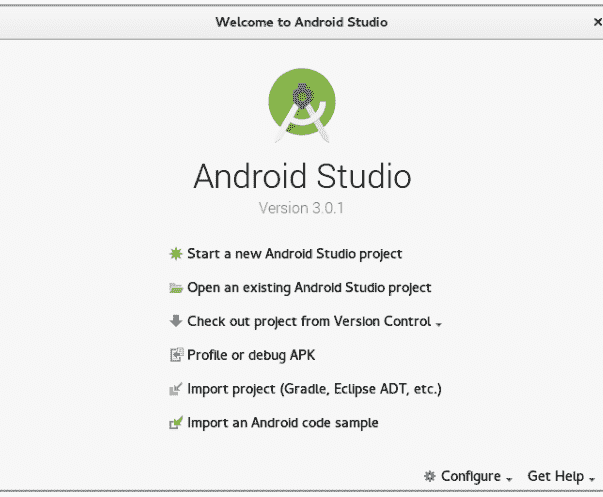 Welcome to Android Studio
Android Studio
Version 3.0.1
Start a new Android Studio project
Open an existing Android Studio project
Check out project from Version Control
Profile or debug APK
Import project (Gradle, Eclipse ADT, etc.)
Import an Android code sample
Configure Get Help